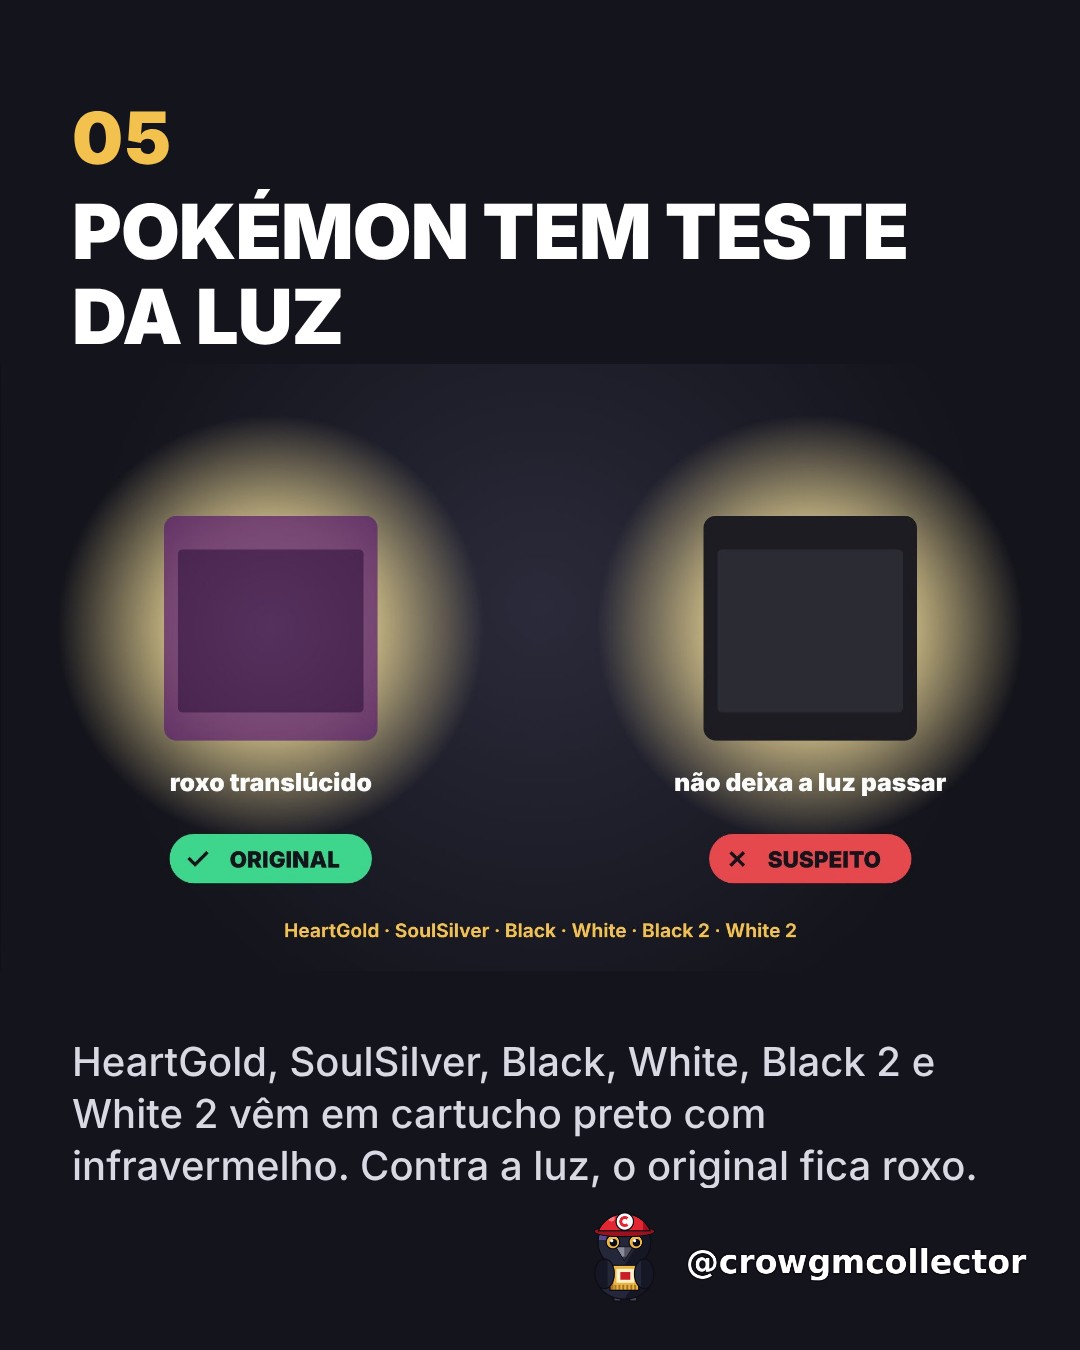 05
POKÉMON TEM TESTE
DA LUZ
roxo translúcido
não deixa a luz passar
ORIGINAL
SUSPEITO
HeartGold · SoulSilver · Black · White · Black 2 · White 2
HeartGold, SoulSilver, Black, White, Black 2 e
White 2 vêm em cartucho preto com
infravermelho. Contra a luz, o original fica roxo.
C
@crowgmcollector